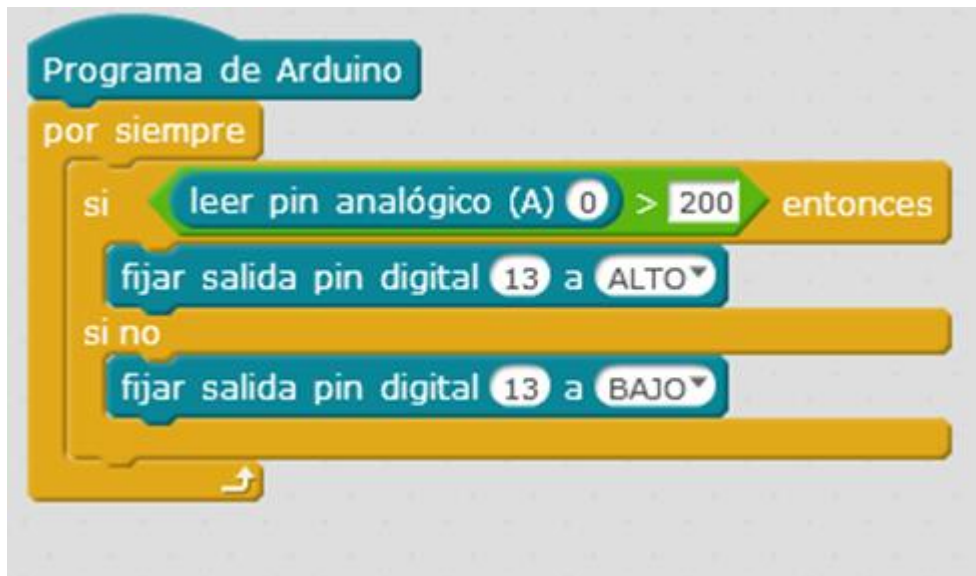 Programa de Arduino
por siempre
si leer pin analógico (A) 0 > 200 entonces
fijar salida pin digital 13 a ALTO
si no
fijar salida pin digital 13 a BAJO